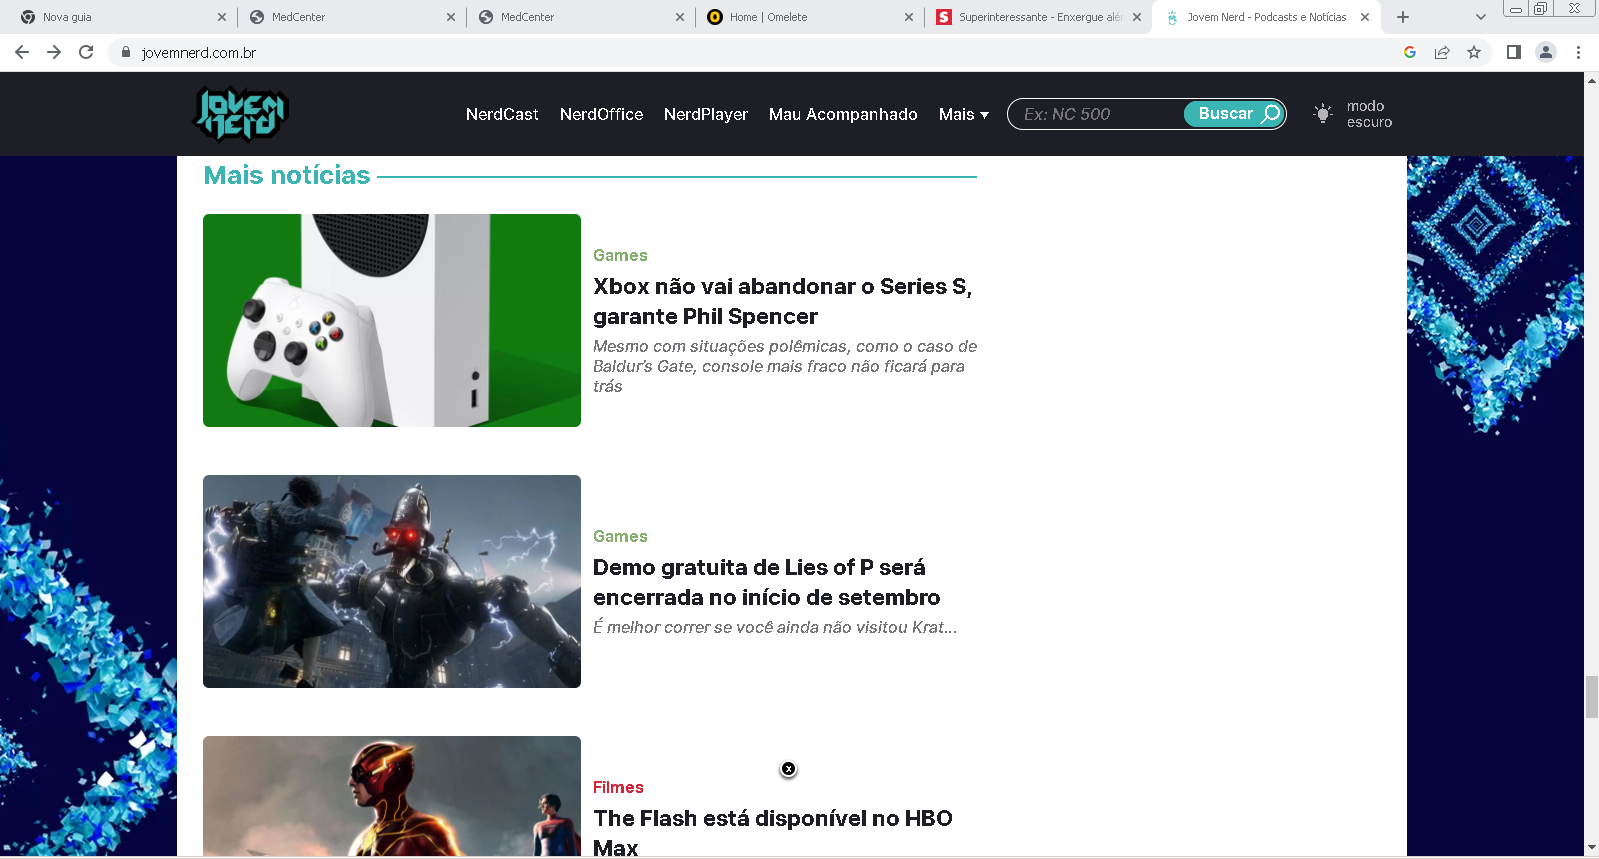 Nova guia
MedCenter
MedCenter
Home | Omelete
Superinteressante - Enxergue alé
Jovem Nerd - Podcasts e Notícias
jovemnerd.com.br
JOVEM
NERD
NerdCast
NerdOffice
NerdPlayer
Mau Acompanhado
Mais
Ex: NC 500
Buscar
modo
escuro
Mais notícias
Games
Xbox não vai abandonar o Series S,
garante Phil Spencer
Mesmo com situações polêmicas, como o caso de
Baldur's Gate, console mais fraco não ficará para
trás
Games
Demo gratuita de Lies of P será
encerrada no início de setembro
É melhor correr se você ainda não visitou Krat...
Filmes
The Flash está disponível no HBO
Max